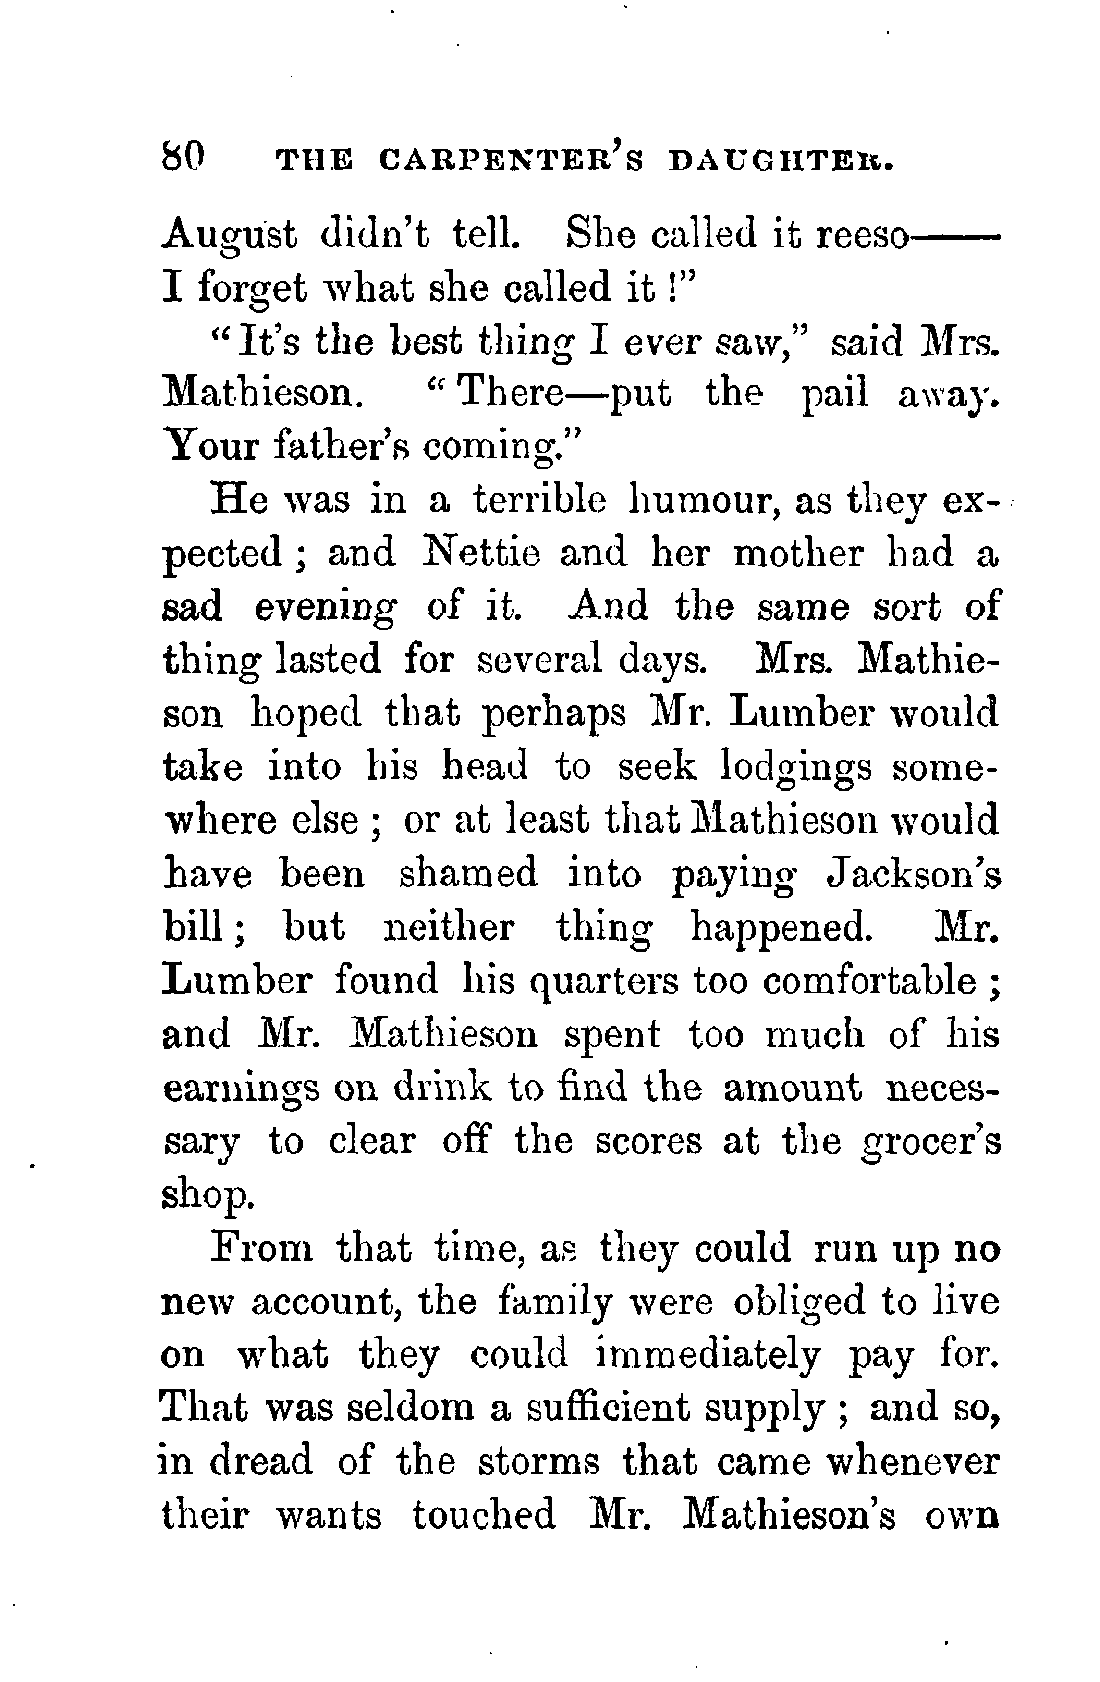 80 THE CARPENTER'S DAUGHTER.
August didn't tell. She called it reeso——
I forget what she called it !"
"It's the best thing I ever saw," said Mrs.
Mathieson. "There—put the pail away.
Your father's coming."
He was in a terrible humour, as they ex-
pected ; and Nettie and her mother had a
sad evening of it. And the same sort of
thing lasted for several days. Mrs. Mathie-
son hoped that perhaps Mr. Lumber would
take into his head to seek lodgings some-
where else ; or at least that Mathieson would
have been shamed into paying Jackson's
bill ; but neither thing happened. Mr.
Lumber found his quarters too comfortable ;
and Mr. Mathieson spent too much of his
earnings on drink to find the amount neces-
sary to clear off the scores at the grocer's
shop.
From that time, as they could run up no
new account, the family were obliged to live
on what they could immediately pay for.
That was seldom a sufficient supply ; and so,
in dread of the storms that came whenever
their wants touched Mr. Mathieson's own